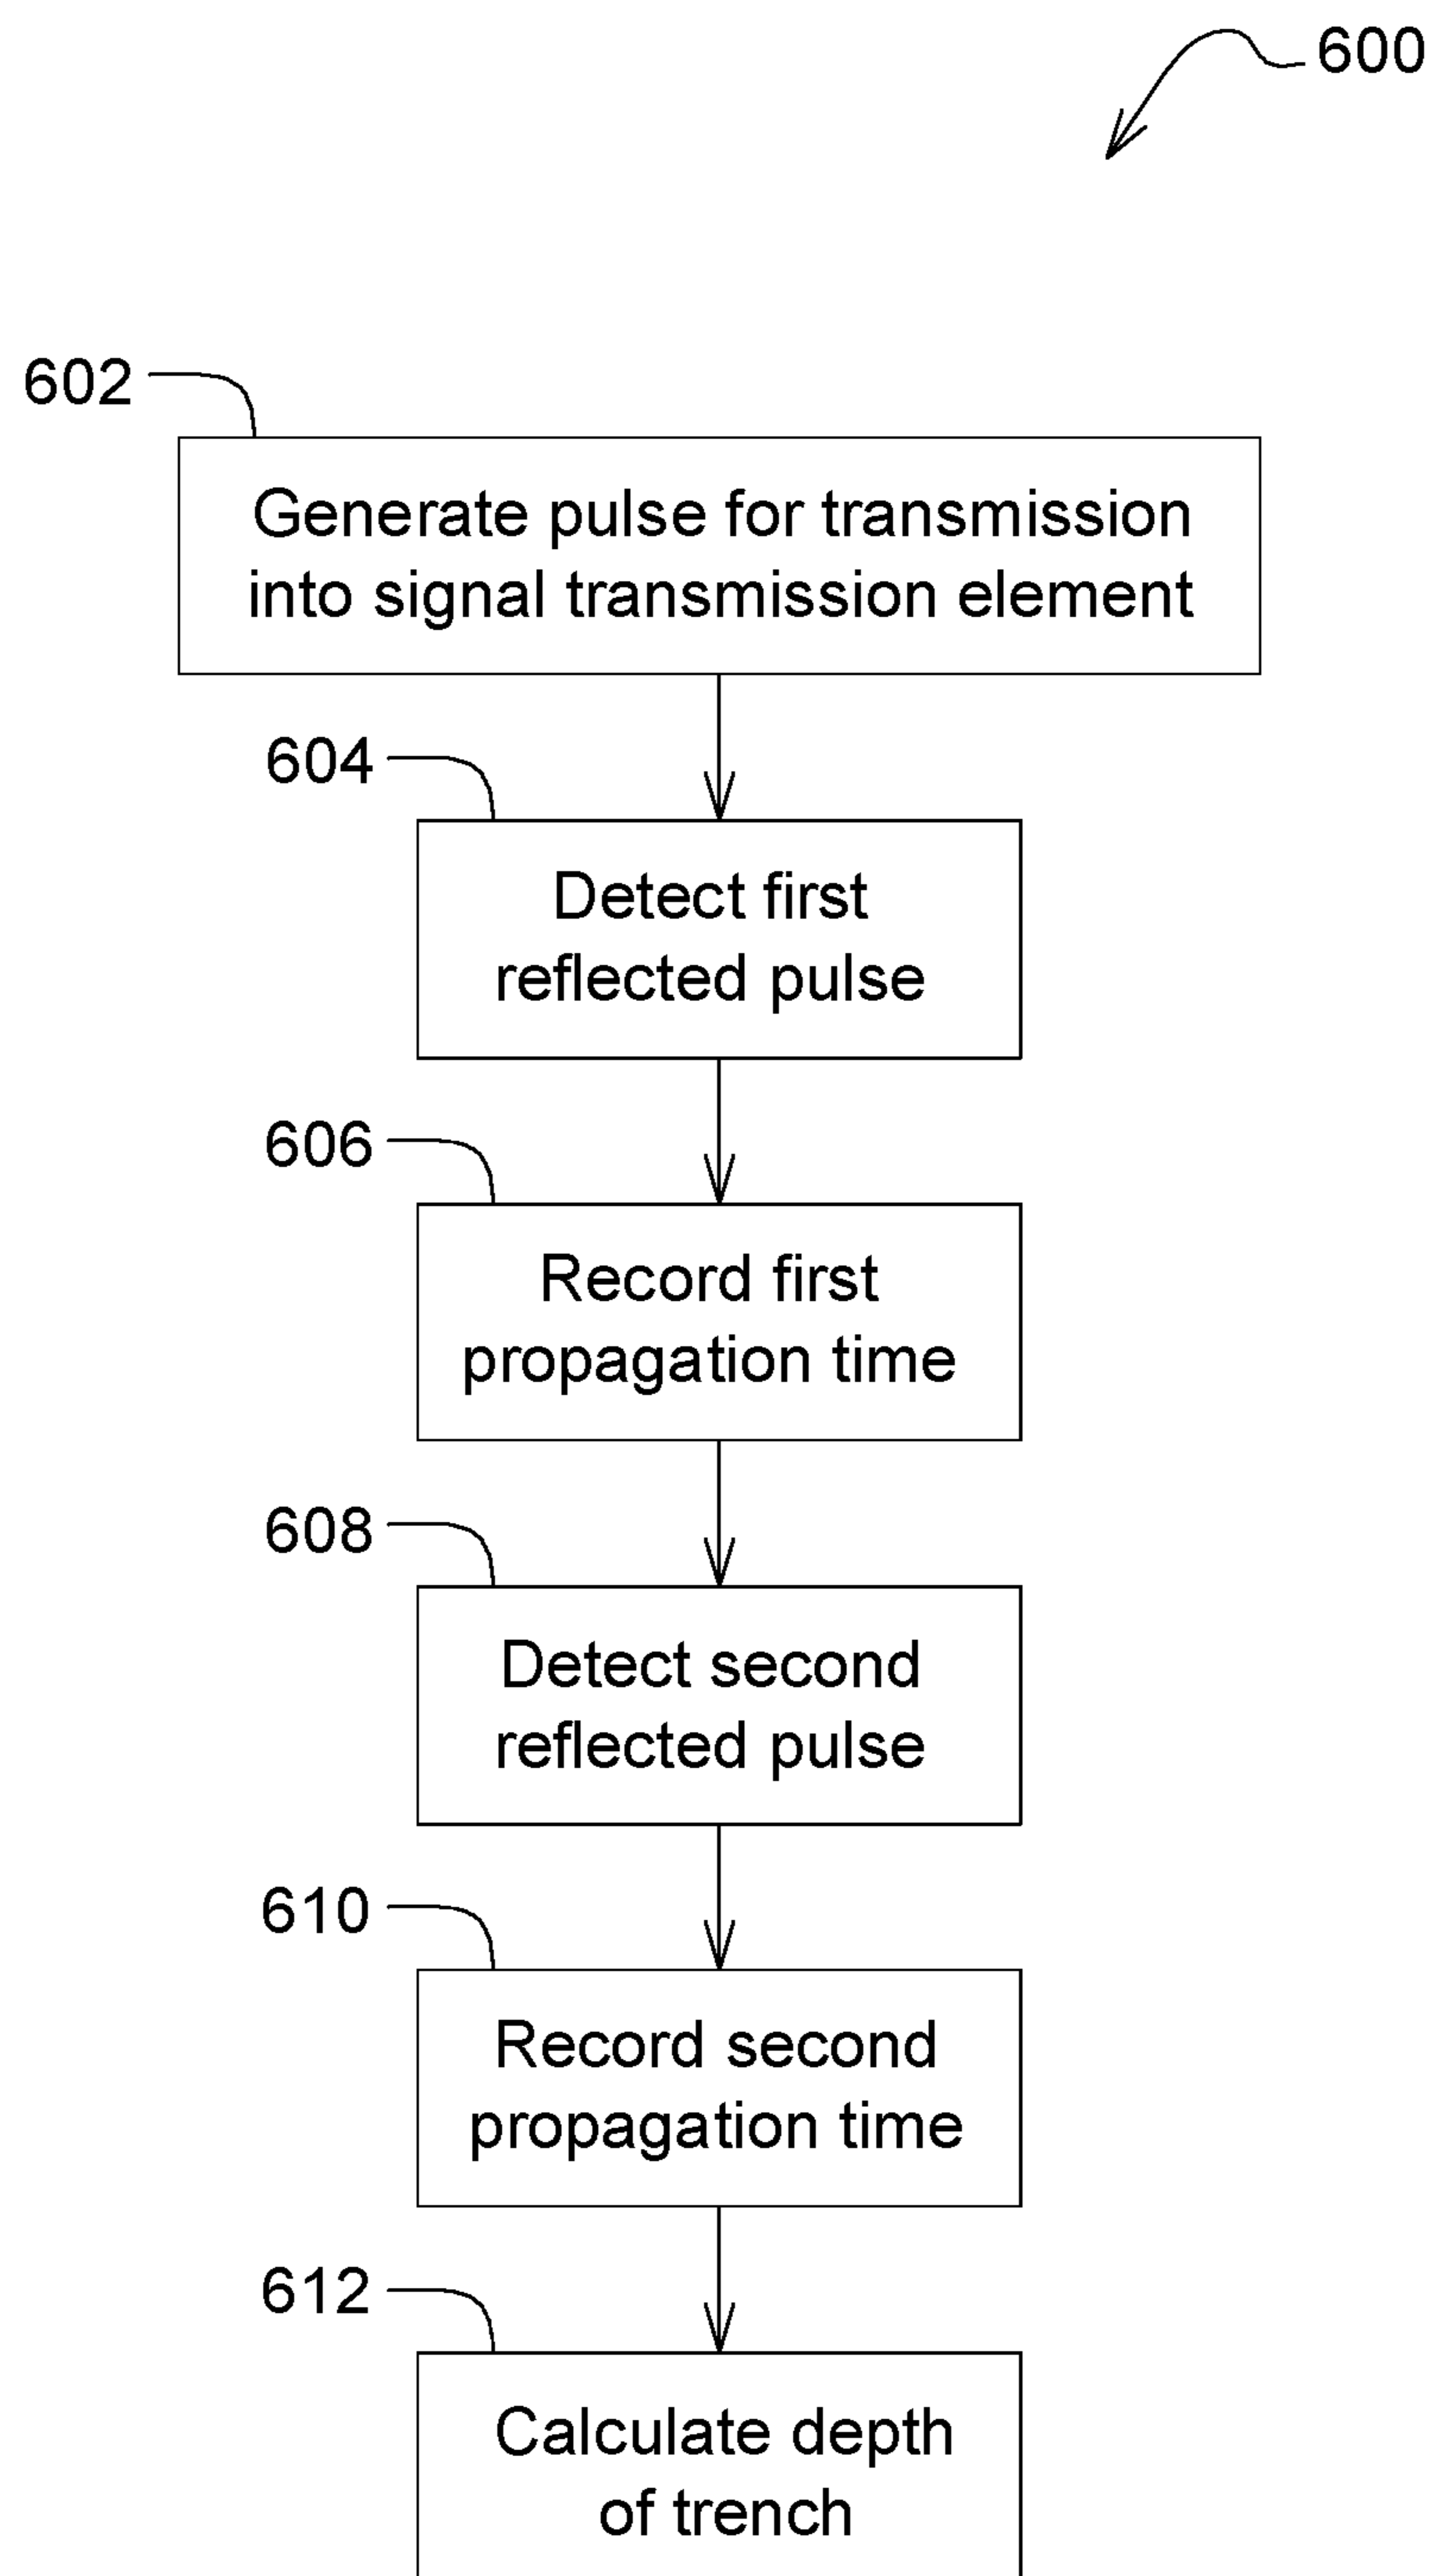 600
602
Generate pulse for transmission
into signal transmission element
604
Detect first
reflected pulse
606
Record first
propagation time
608
Detect second
reflected pulse
610
Record second
propagation time
612
Calculate depth
of trench